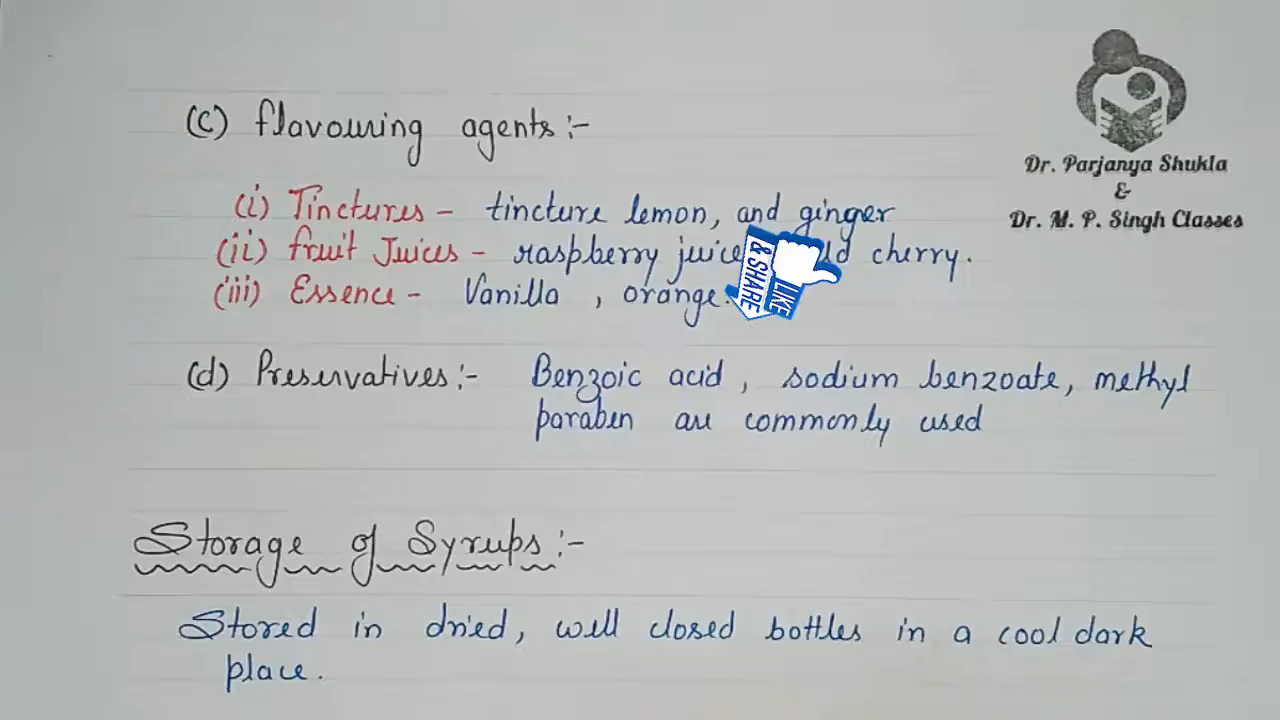 (c) flavouring agents:-
Dr. Parjanya Shukla
&
Dr. M. P. Singh Classes
(i) Tinctures - tincture lemon, and ginger
(ii) fruit Juices - raspberry juice cherry.
(iii) Essence - Vanilla , orange.
& SHARE
LIKE
(d) Preservatives:- Benzoic acid , sodium benzoate, methyl
paraben are commonly used
Storage of Syrups:-
Stored in dried, well closed bottles in a cool dark
place.